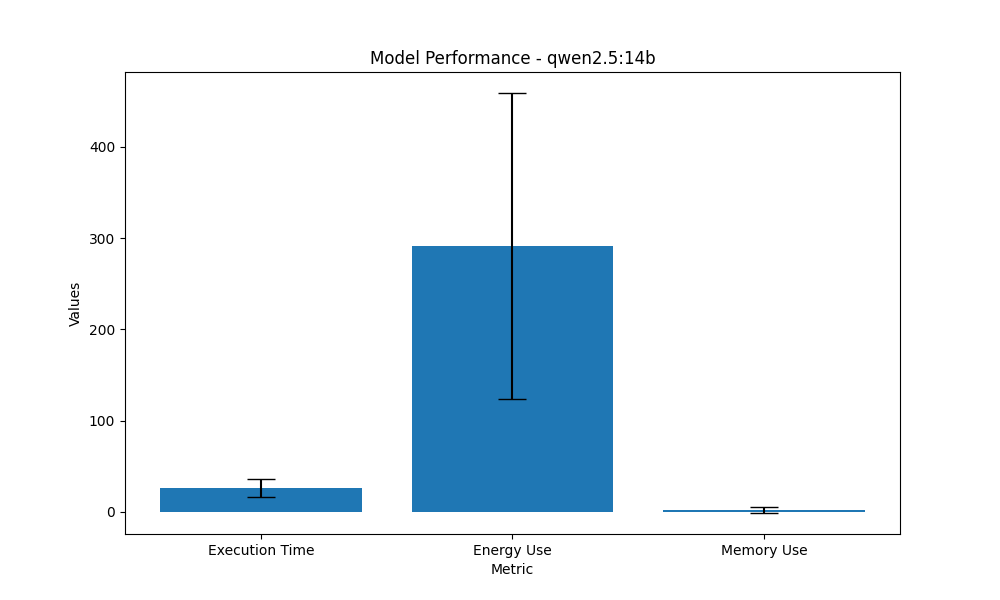 Model Performance - qwen2.5:14b
400
300
200
100
0
Values
Execution Time
Energy Use
Memory Use
Metric